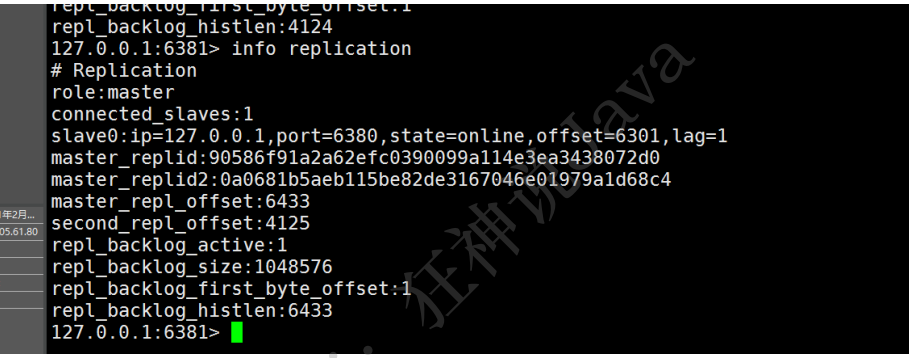 repl_backlog_first_byte_offset:1
repl_backlog_histlen:4124
127.0.0.1:6381> info replication
# Replication
role:master
connected_slaves:1
slave0:ip=127.0.0.1,port=6380,state=online,offset=6301,lag=1
master_replid:90586f91a2a62efc0390099a114e3ea3438072d0
master_replid2:0a0681b5aeb115be82de3167046e01979a1d68c4
master_repl_offset:6433
second_repl_offset:4125
repl_backlog_active:1
repl_backlog_size:1048576
repl_backlog_first_byte_offset:1
repl_backlog_histlen:6433
127.0.0.1:6381>
年2月...
05.61.80
狂神说Java